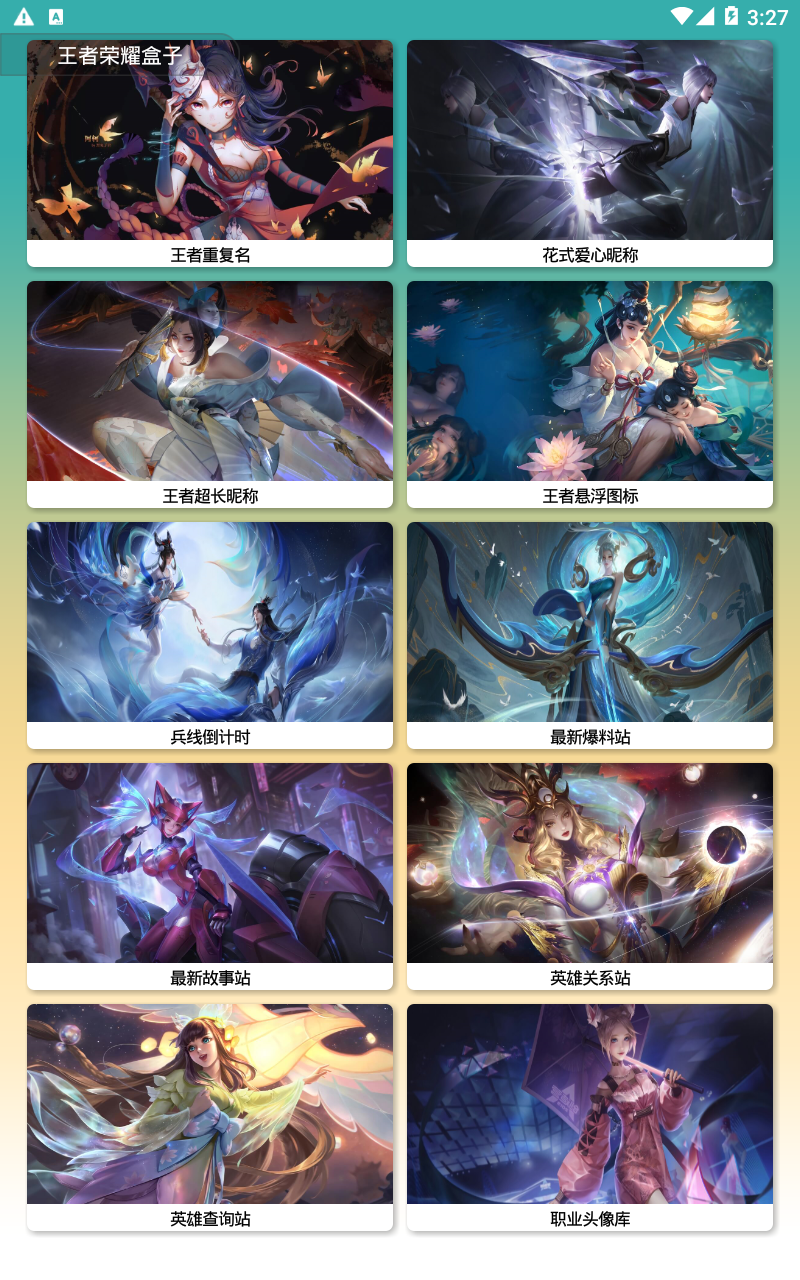 3:27
王者荣耀盒子
王者重复名
花式爱心昵称
王者超长昵称
王者悬浮图标
兵线倒计时
最新爆料站
最新故事站
英雄关系站
英雄查询站
职业头像库